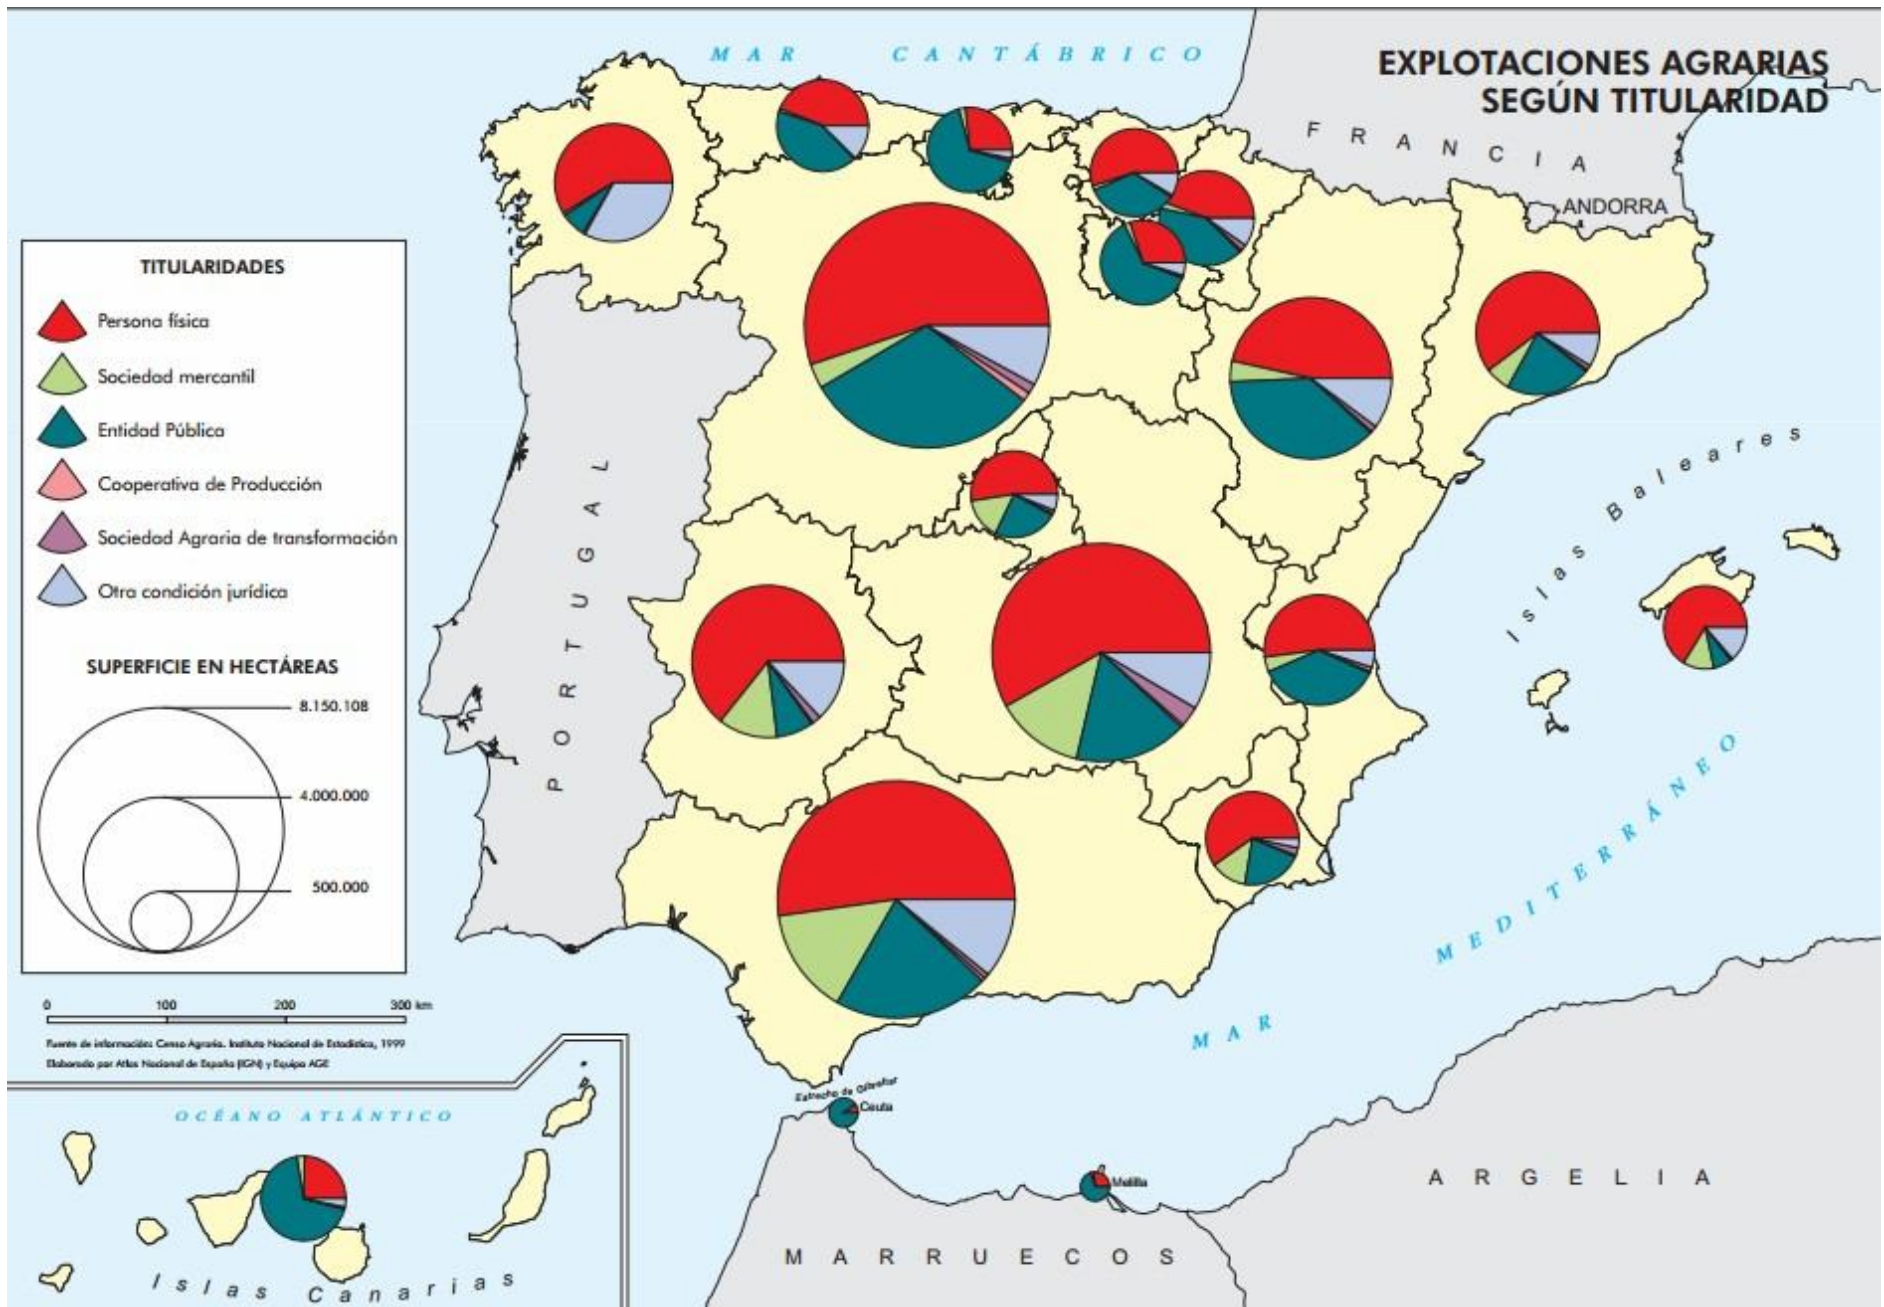 EXPLOTACIONES AGRARIAS
SEGÚN TITULARIDAD
MAR CANTÁBRICO
FRANCIA
ANDORRA
TITULARIDADES
Persona física
Sociedad mercantil
Entidad Pública
Cooperativa de Producción
Sociedad Agraria de transformación
Otra condición jurídica
SUPERFICIE EN HECTÁREAS
8.150.108
4.000.000
500.000
PORTUGAL
Islas Baleares
MAR MEDITERRÁNEO
0 100 200 300 km
Fuente de información: Censo Agrario. Instituto Nacional de Estadística, 1999
Elaborado por Atlas Nacional de España (IGN) y Equipo AGE
Estrecho de Gibraltar
Ceuta
Melilla
OCÉANO ATLÁNTICO
Islas Canarias
MARRUECOS
ARGELIA